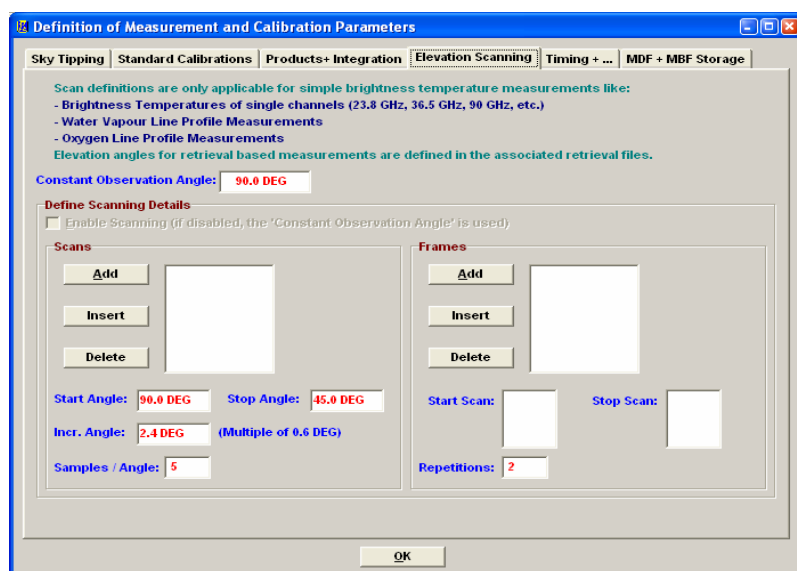 Definition of Measurement and Calibration Parameters
Sky Tipping Standard Calibrations Products+ Integration Elevation Scanning Timing + ... MDF + MBF Storage
Scan definitions are only applicable for simple brightness temperature measurements like:
- Brightness Temperatures of single channels (23.8 GHz, 36.5 GHz, 90 GHz, etc.)
- Water Vapour Line Profile Measurements
- Oxygen Line Profile Measurements
Elevation angles for retrieval based measurements are defined in the associated retrieval files.
Constant Observation Angle: 90.0 DEG
Define Scanning Details
Enable Scanning (if disabled, the 'Constant Observation Angle' is used)
Scans
Add
Insert
Delete
Start Angle: 90.0 DEG Stop Angle: 45.0 DEG
Incr. Angle: 2.4 DEG (Multiple of 0.6 DEG)
Samples / Angle: 5
Frames
Add
Insert
Delete
Start Scan: Stop Scan:
Repetitions: 2
OK